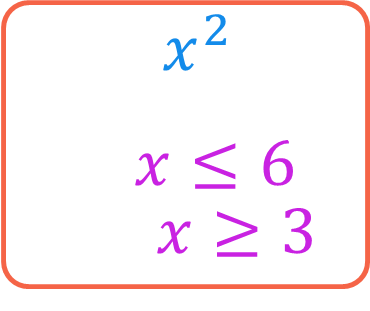 x²
x ≤ 6
x ≥ 3